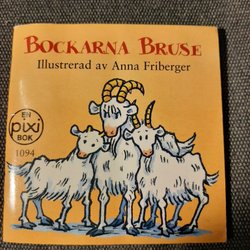 BOCKARNA BRUSE
Illustrerad av Anna Friberger
EN
pixi
BOK
1094